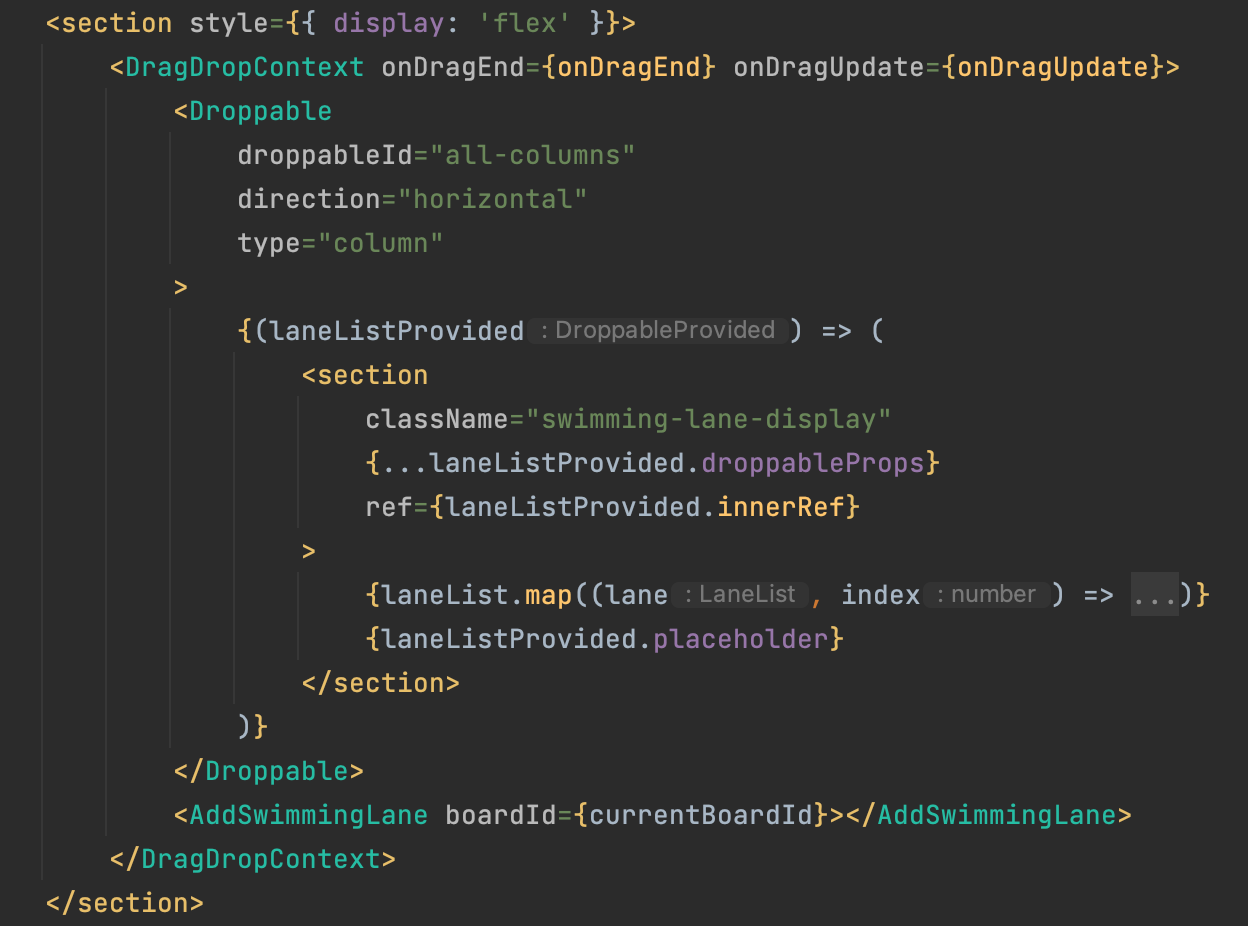 <section style={{ display: 'flex' }}>
<DragDropContext onDragEnd={onDragEnd} onDragUpdate={onDragUpdate}>
<Droppable
droppableId="all-columns"
direction="horizontal"
type="column"
>
{(laneListProvided : DroppableProvided ) => (
<section
className="swimming-lane-display"
{...laneListProvided.droppableProps}
ref={laneListProvided.innerRef}
>
{laneList.map((lane : LaneList , index : number ) => ...)}
{laneListProvided.placeholder}
</section>
)}
</Droppable>
<AddSwimmingLane boardId={currentBoardId}></AddSwimmingLane>
</DragDropContext>
</section>